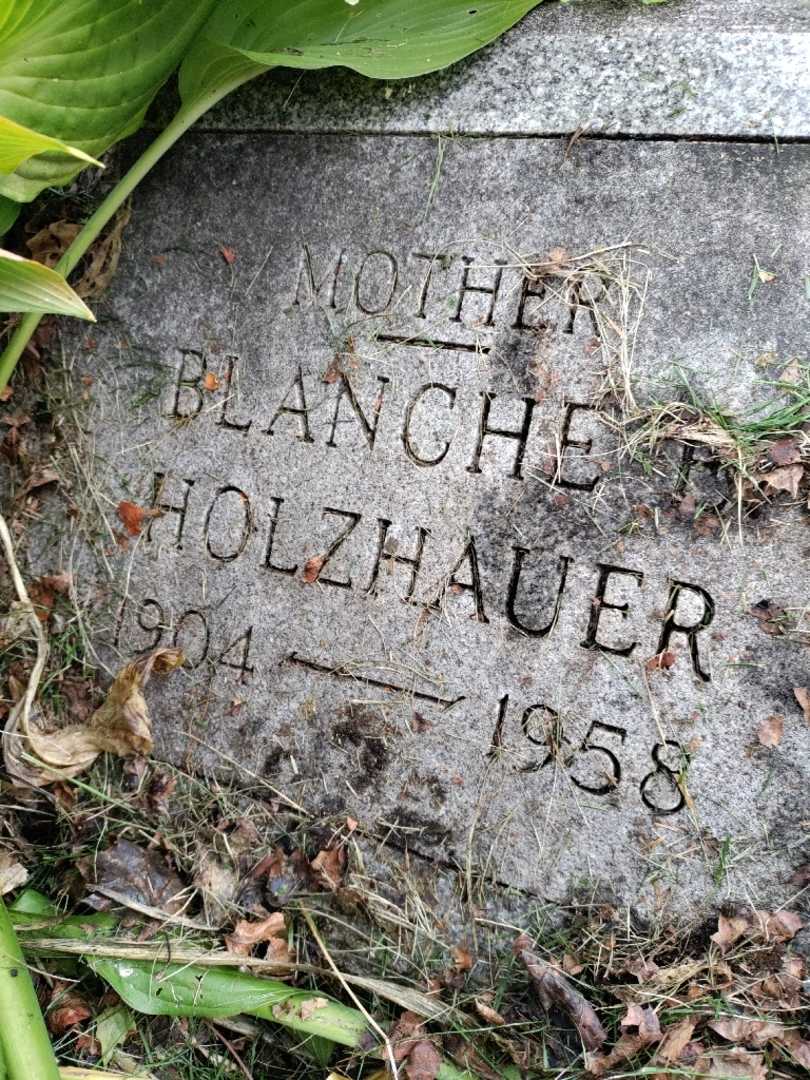 MOTHER
BLANCHE
HOLZHAUER
1904 — 1958